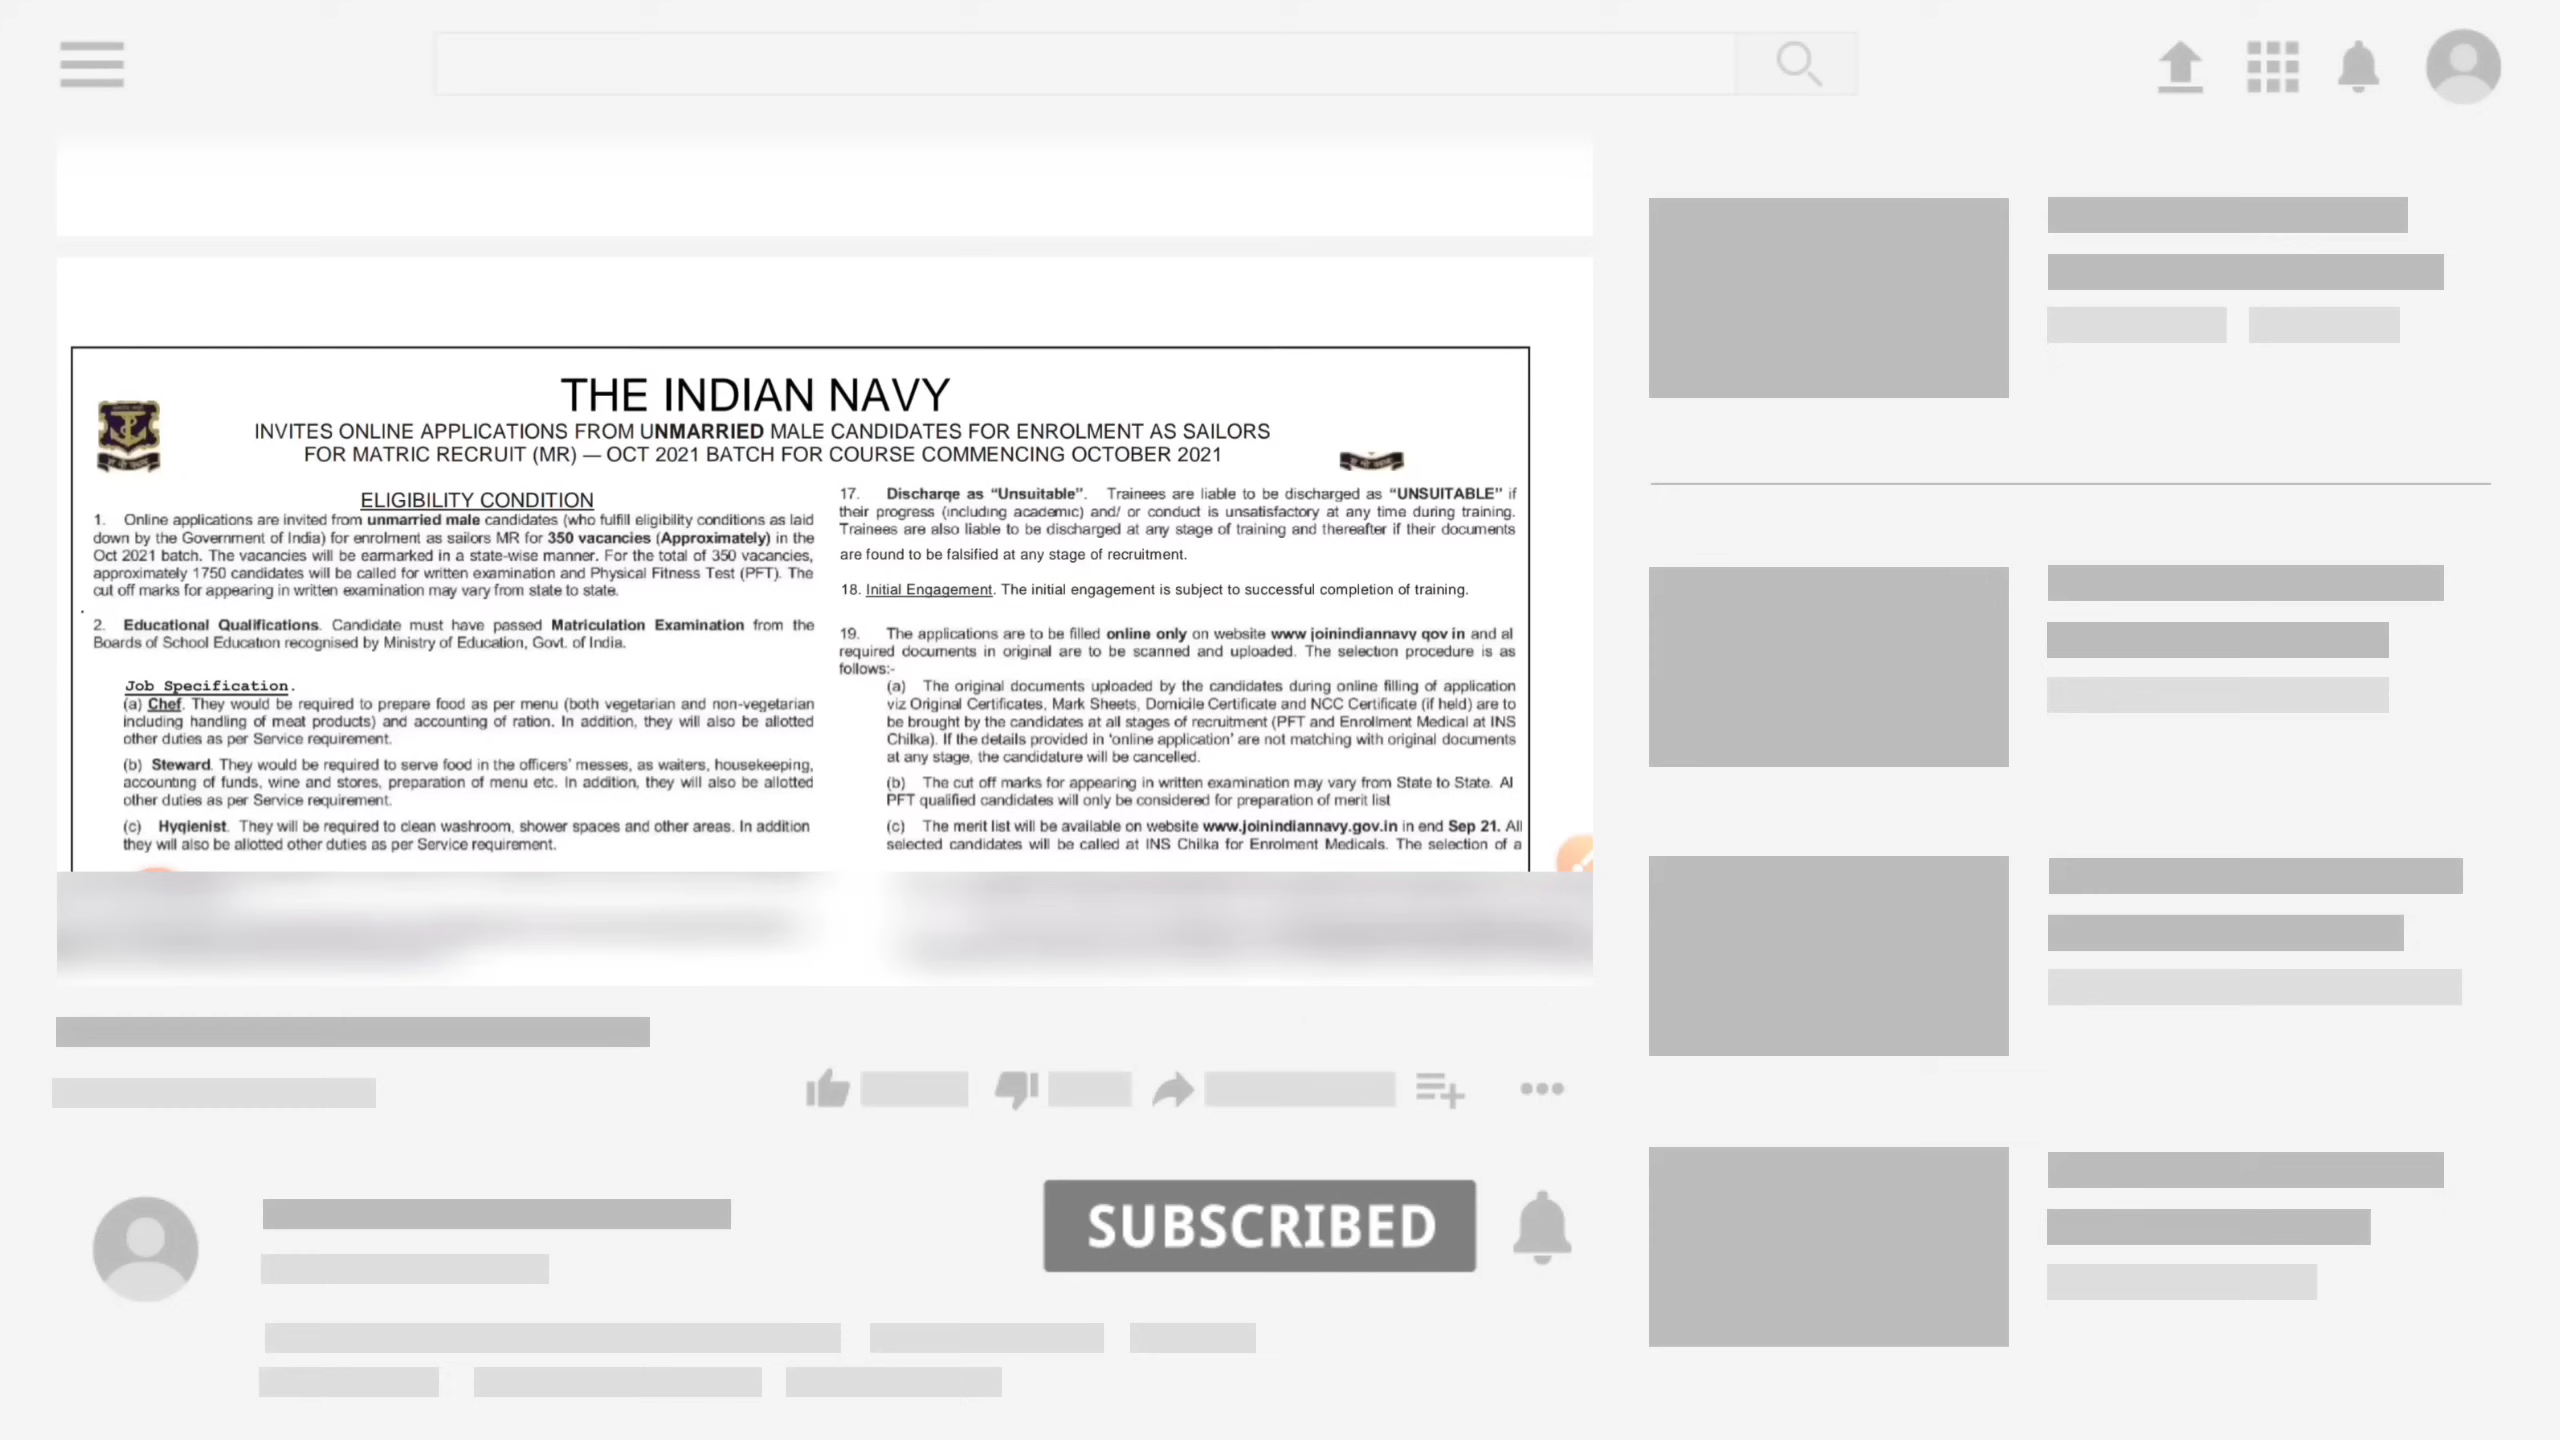 THE INDIAN NAVY
INVITES ONLINE APPLICATIONS FROM UNMARRIED MALE CANDIDATES FOR ENROLMENT AS SAILORS
FOR MATRIC RECRUIT (MR) — OCT 2021 BATCH FOR COURSE COMMENCING OCTOBER 2021
ELIGIBILITY CONDITION
1. Online applications are invited from unmarried male candidates (who fulfill eligibility conditions as laid
down by the Government of India) for enrolment as sailors MR for 350 vacancies (Approximately) in the
Oct 2021 batch. The vacancies will be earmarked in a state-wise manner. For the total of 350 vacancies,
approximately 1750 candidates will be called for written examination and Physical Fitness Test (PFT). The
cut off marks for appearing in written examination may vary from state to state.
2. Educational Qualifications. Candidate must have passed Matriculation Examination from the
Boards of School Education recognised by Ministry of Education, Govt. of India.
Job Specification.
(a) Chef. They would be required to prepare food as per menu (both vegetarian and non-vegetarian
including handling of meat products) and accounting of ration. In addition, they will also be allotted
other duties as per Service requirement.
(b) Steward. They would be required to serve food in the officers' messes, as waiters, housekeeping,
accounting of funds, wine and stores, preparation of menu etc. In addition, they will also be allotted
other duties as per Service requirement.
(c) Hygienist. They will be required to clean washroom, shower spaces and other areas. In addition
they will also be allotted other duties as per Service requirement.
17. Discharge as “Unsuitable”. Trainees are liable to be discharged as “UNSUITABLE” if
their progress (including academic) and/ or conduct is unsatisfactory at any time during training.
Trainees are also liable to be discharged at any stage of training and thereafter if their documents
are found to be falsified at any stage of recruitment.
18. Initial Engagement. The initial engagement is subject to successful completion of training.
19. The applications are to be filled online only on website www joinindiannavy gov in and al
required documents in original are to be scanned and uploaded. The selection procedure is as
follows:-
(a) The original documents uploaded by the candidates during online filling of application
viz Original Certificates, Mark Sheets, Domicile Certificate and NCC Certificate (if held) are to
be brought by the candidates at all stages of recruitment (PFT and Enrollment Medical at INS
Chilka). If the details provided in 'online application' are not matching with original documents
at any stage, the candidature will be cancelled.
(b) The cut off marks for appearing in written examination may vary from State to State. Al
PFT qualified candidates will only be considered for preparation of merit list
(c) The merit list will be available on website www.joinindiannavy.gov.in in end Sep 21. All
selected candidates will be called at INS Chilka for Enrolment Medicals. The selection of a
SUBSCRIBED